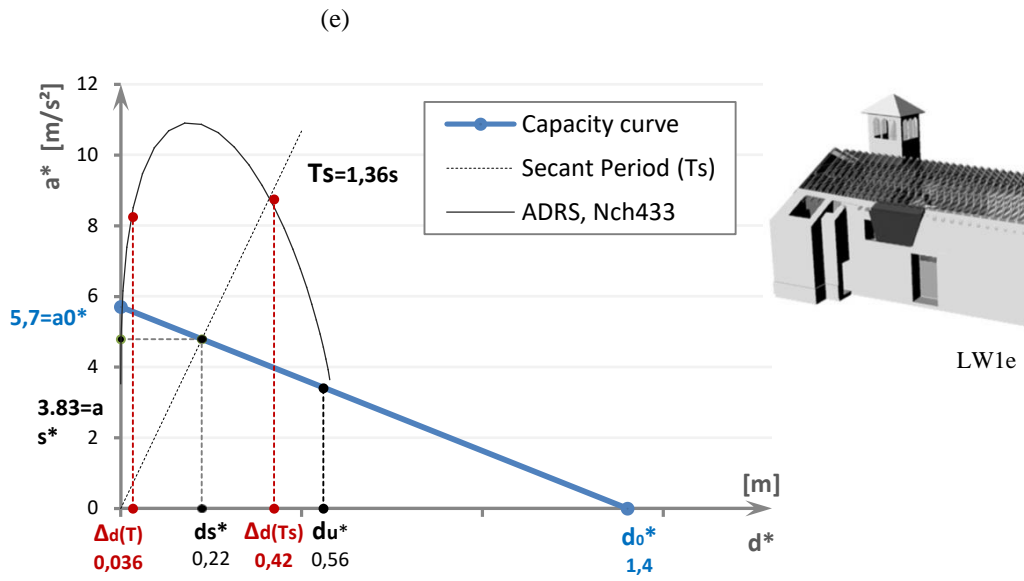 (e)
a* [m/s²]
12
10
8
6
4
2
0
5,7=a0*
3.83=a
s*
Ts=1,36s
Capacity curve
Secant Period (Ts)
ADRS, Nch433
[m]
d*
Δd(T)
0,036
ds*
0,22
Δd(Ts)
0,42
du*
0,56
d₀*
1,4
LW1e